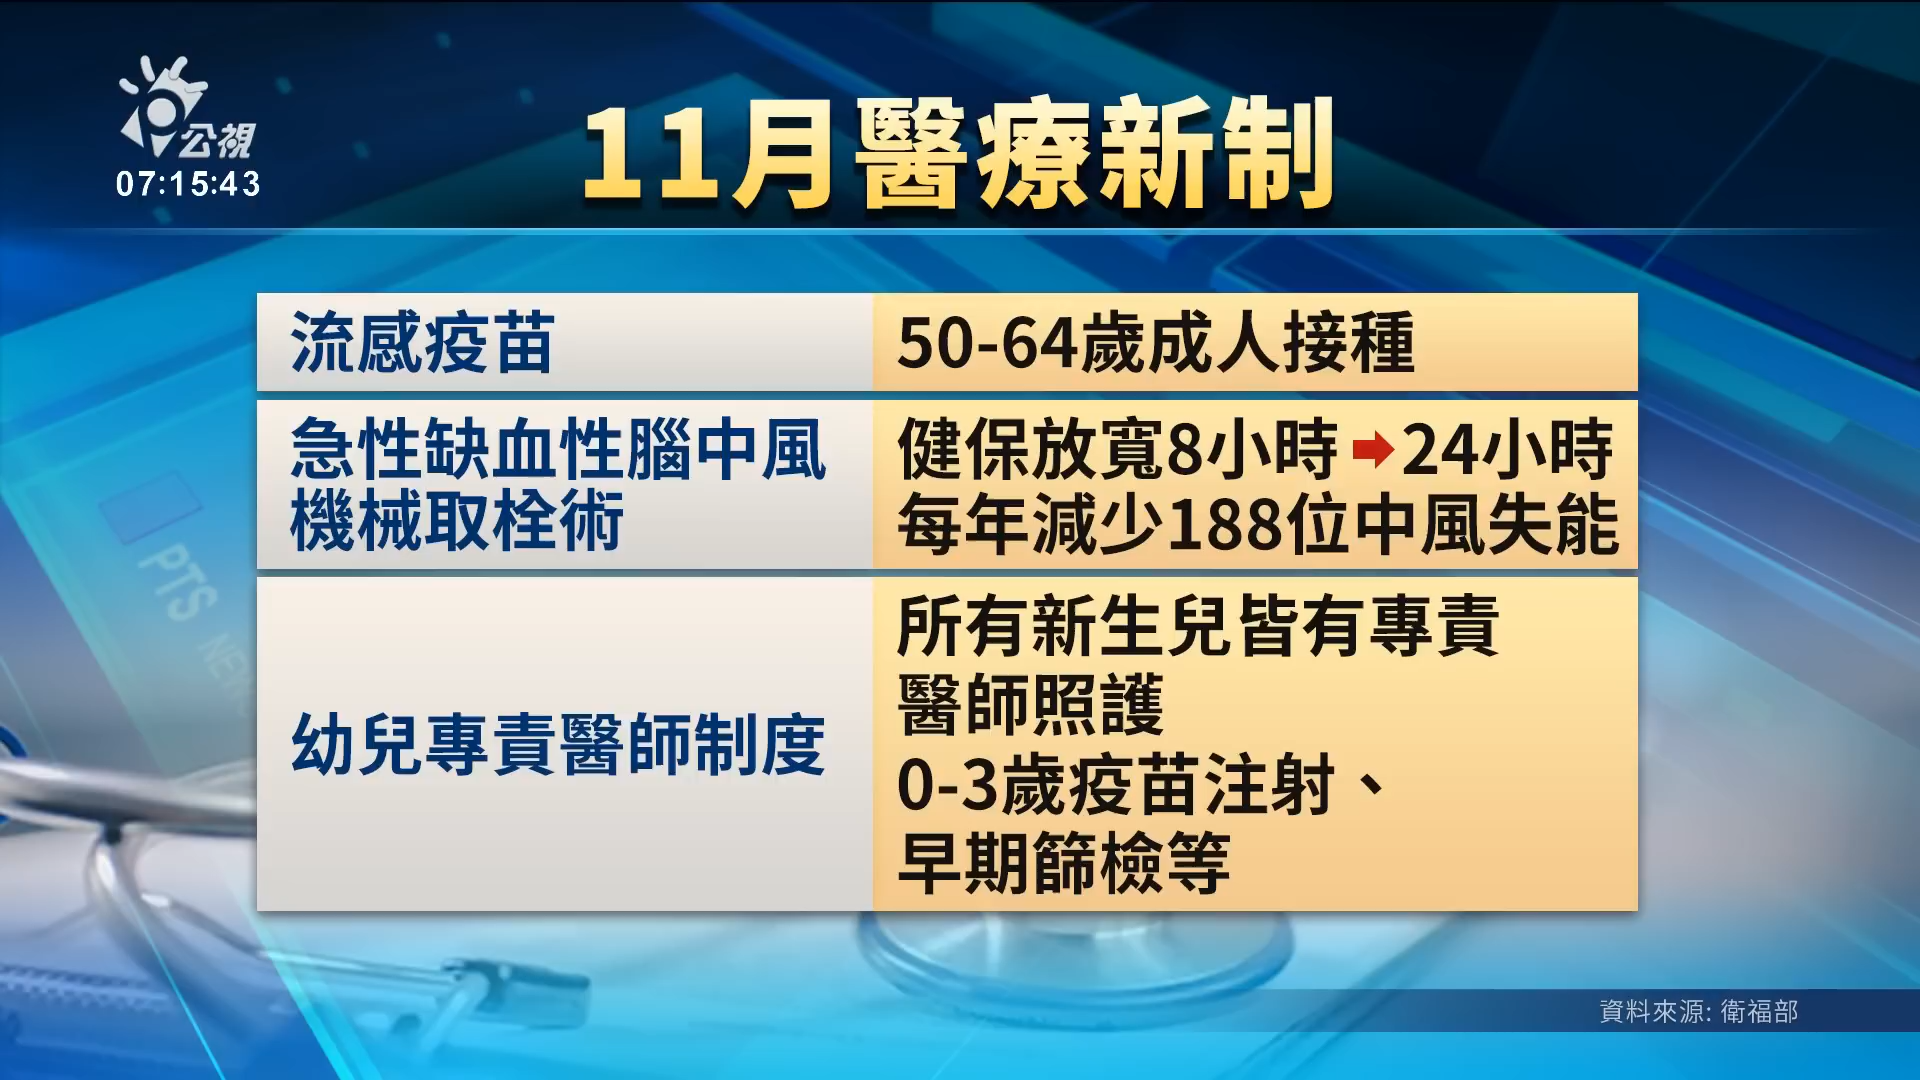 公視
07:15:43
11月醫療新制
流感疫苗
50-64歲成人接種
急性缺血性腦中風
機械取栓術
健保放寬8小時➡24小時
每年減少188位中風失能
幼兒專責醫師制度
所有新生兒皆有專責
醫師照護
0-3歲疫苗注射、
早期篩檢等
PTS
NEWS
資料來源: 衛福部